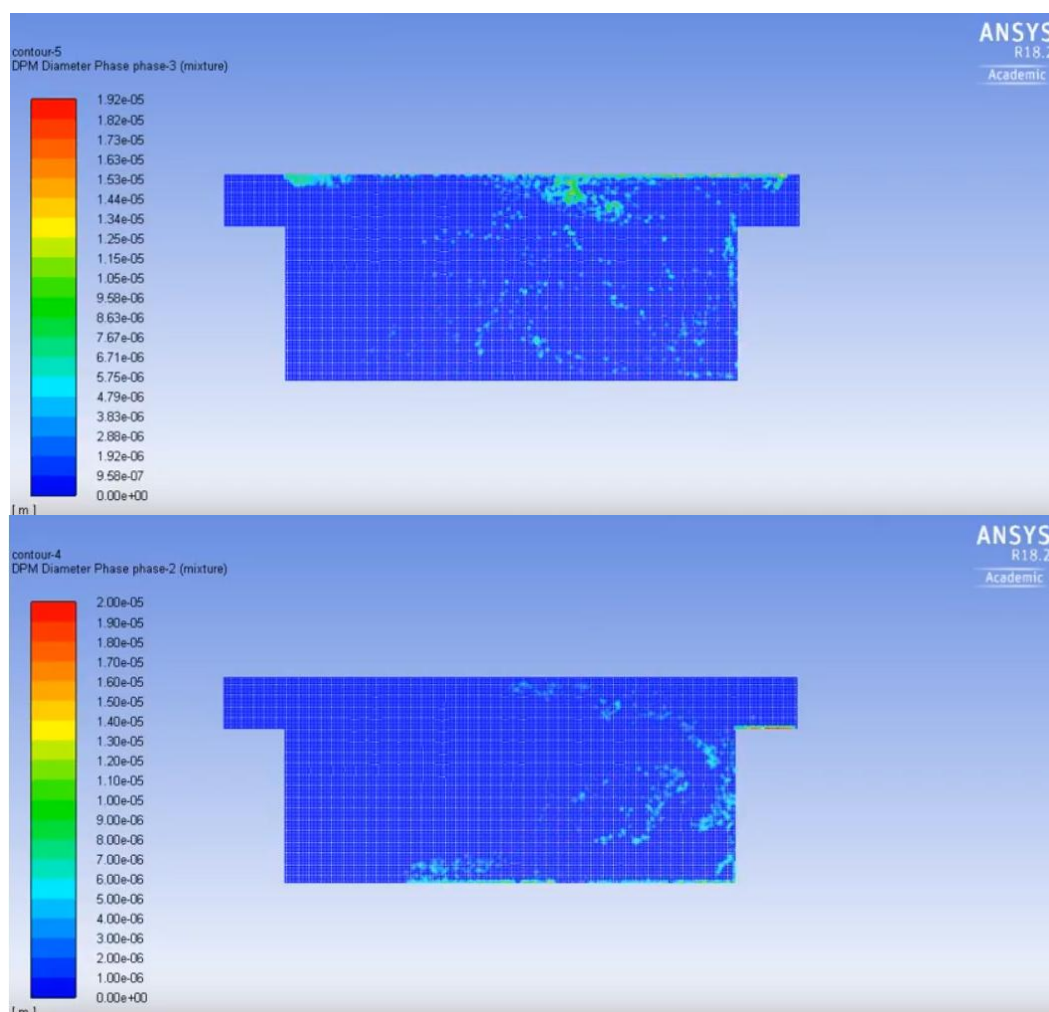 ANSYS
R18.2
Academic
contour-5
DPM Diameter Phase phase-3 (mixture)
1.92e-05
1.82e-05
1.73e-05
1.63e-05
1.53e-05
1.44e-05
1.34e-05
1.25e-05
1.15e-05
1.05e-05
9.58e-06
8.63e-06
7.67e-06
6.71e-06
5.75e-06
4.79e-06
3.83e-06
2.88e-06
1.92e-06
9.58e-07
0.00e+00
[ m ]
ANSYS
R18.2
Academic
contour-4
DPM Diameter Phase phase-2 (mixture)
2.00e-05
1.90e-05
1.80e-05
1.70e-05
1.60e-05
1.50e-05
1.40e-05
1.30e-05
1.20e-05
1.10e-05
1.00e-05
9.00e-06
8.00e-06
7.00e-06
6.00e-06
5.00e-06
4.00e-06
3.00e-06
2.00e-06
1.00e-06
0.00e+00
[ m ]